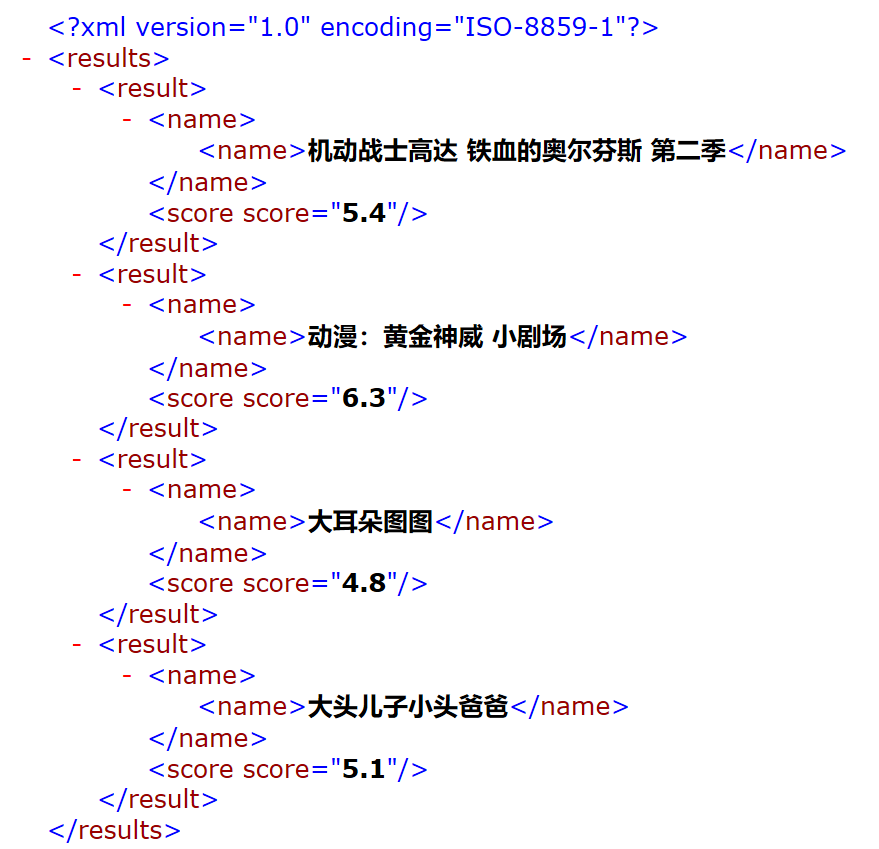 <?xml version="1.0" encoding="ISO-8859-1"?>
- <results>
- <result>
- <name>
<name>机动战士高达 铁血的奥尔芬斯 第二季</name>
</name>
<score score="5.4"/>
</result>
- <result>
- <name>
<name>动漫：黄金神威 小剧场</name>
</name>
<score score="6.3"/>
</result>
- <result>
- <name>
<name>大耳朵图图</name>
</name>
<score score="4.8"/>
</result>
- <result>
- <name>
<name>大头儿子小头爸爸</name>
</name>
<score score="5.1"/>
</result>
</results>